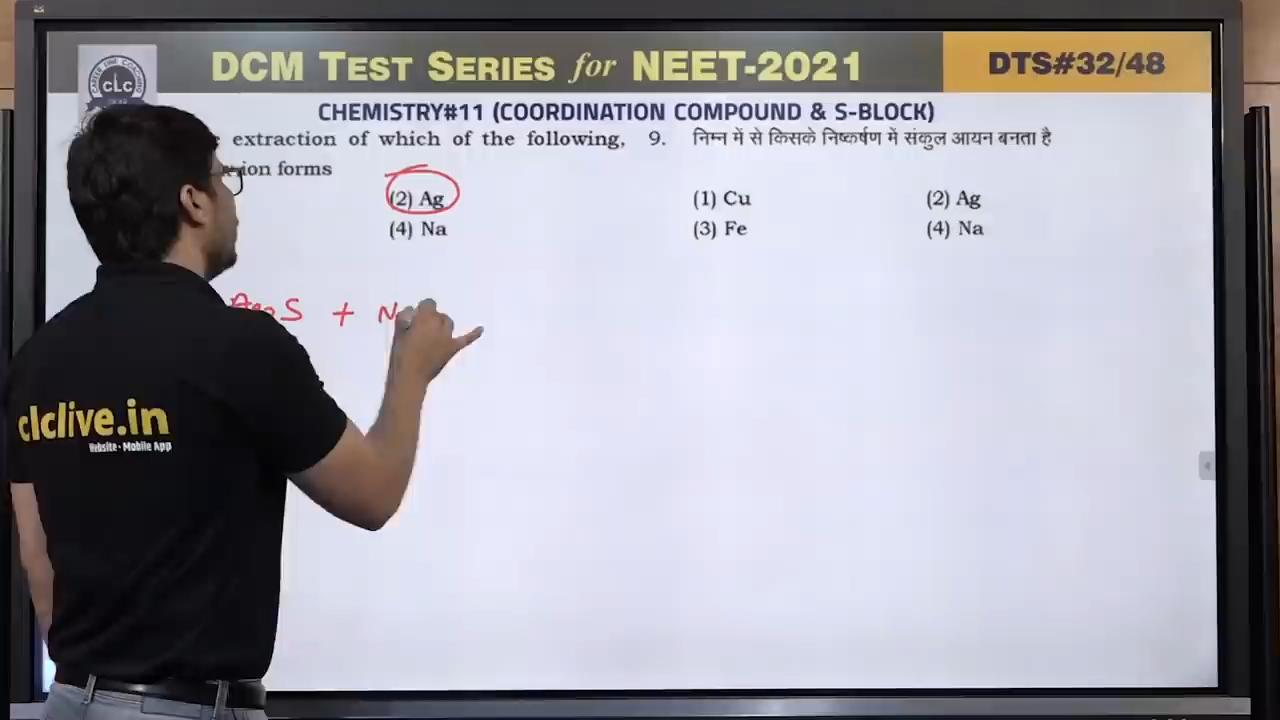 DCM TEST SERIES for NEET-2021
DTS#32/48
CLC
CHEMISTRY#11 (COORDINATION COMPOUND & S-BLOCK)
extraction of which of the following,
ion forms
(2) Ag
(4) Na
9. निम्न में से किसके निष्कर्षण में संकुल आयन बनता है
(1) Cu (2) Ag
(3) Fe (4) Na
S + N
clclive.in
Website • Mobile App